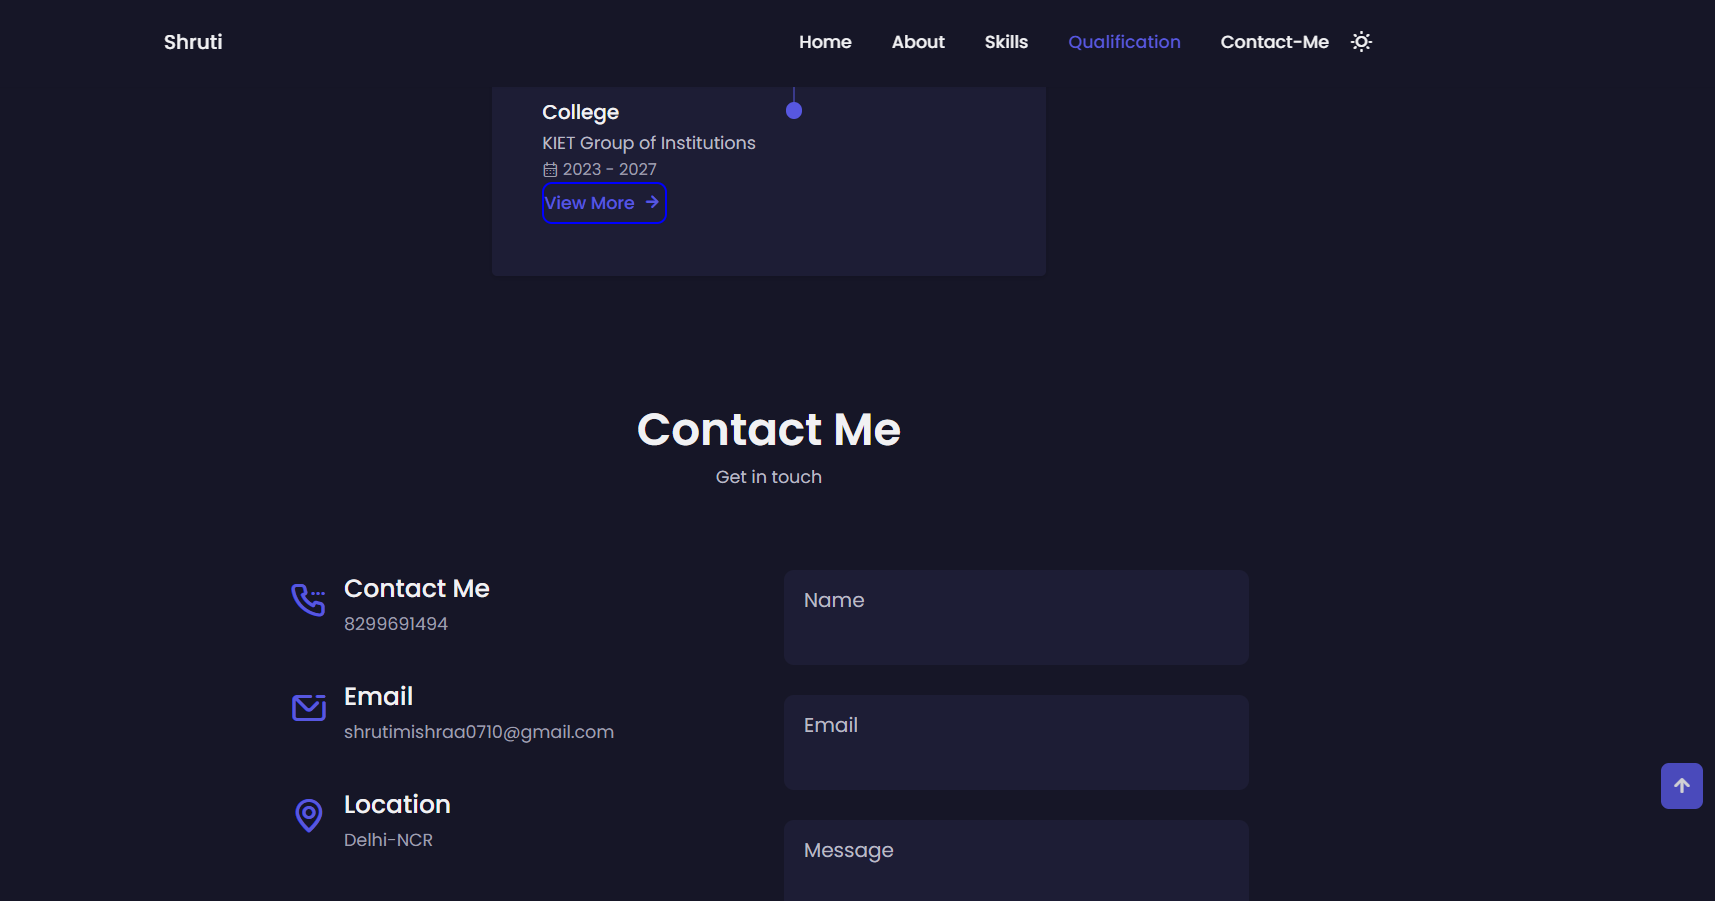 Shruti
Home About Skills Qualification Contact-Me
College
KIET Group of Institutions
2023 - 2027
View More
Contact Me
Get in touch
Contact Me
8299691494
Email
shrutimishraa0710@gmail.com
Location
Delhi-NCR
Name
Email
Message